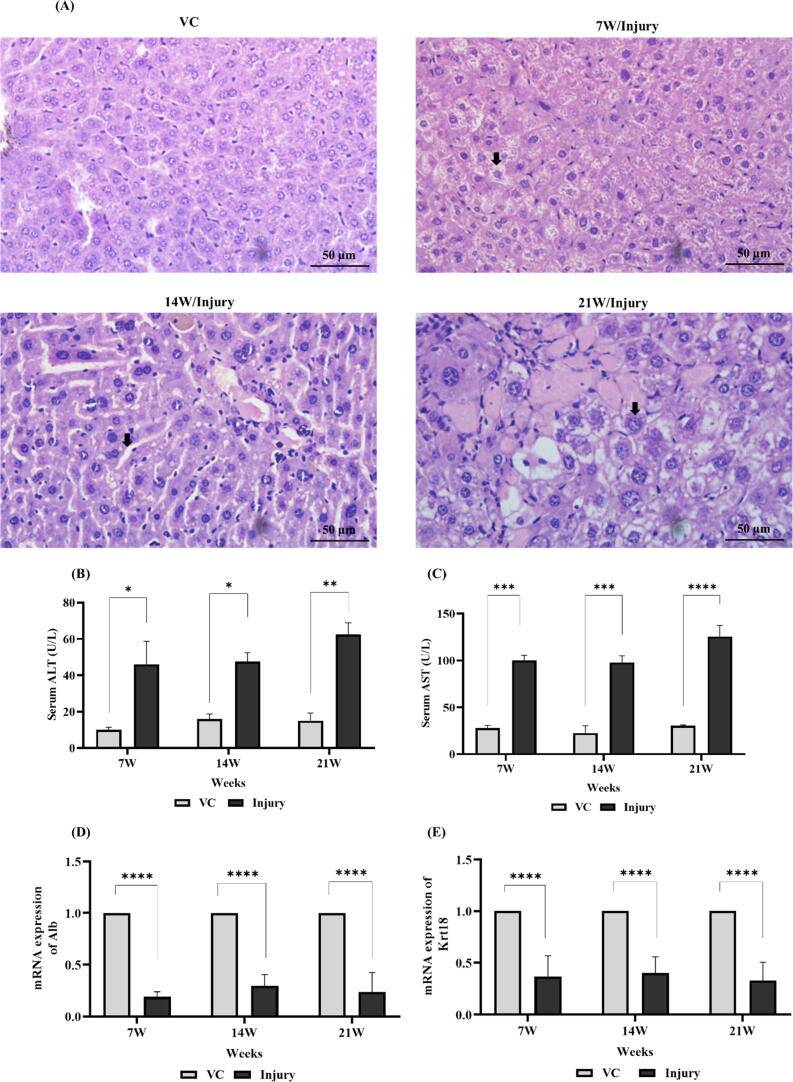 (A)
VC
7W/Injury
50 µm
50 µm
14W/Injury
21W/Injury
50 µm
50 µm
(B)
Serum ALT (U/L)
80
60
40
20
0
*
*
**
7W
14W
21W
Weeks
VC
Injury
(C)
Serum AST (U/L)
150
100
50
0
***
***
****
7W
14W
21W
Weeks
VC
Injury
(D)
mRNA expression
of Alb
1.5
1.0
0.5
0.0
****
****
****
7W
14W
21W
Weeks
VC
Injury
(E)
mRNA expression of
Krt18
1.5
1.0
0.5
0.0
****
****
****
7W
14W
21W
Weeks
VC
Injury